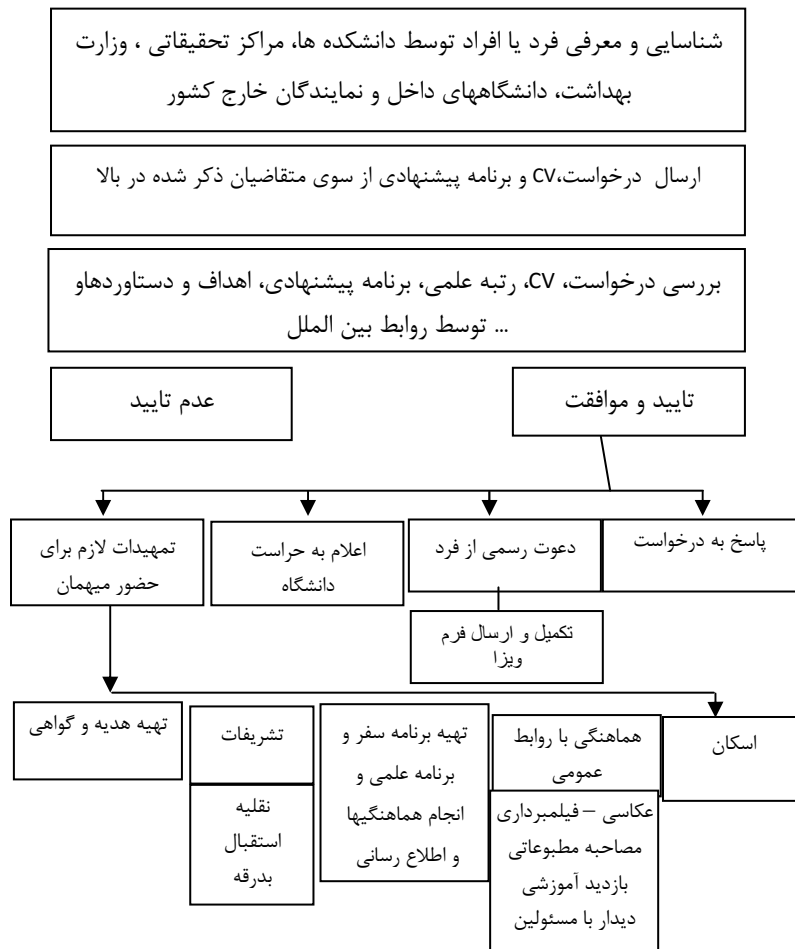 شناسایی و معرفی فرد یا افراد توسط دانشکده ها، مراکز تحقیقاتی ، وزارت
بهداشت، دانشگاههای داخل و نمایندگان خارج کشور
ارسال درخواست،CV و برنامه پیشنهادی از سوی متقاضیان ذکر شده در بالا
بررسی درخواست، CV، رتبه علمی، برنامه پیشنهادی، اهداف و دستاوردهاو
... توسط روابط بین الملل
تایید و موافقت
عدم تایید
پاسخ به درخواست
دعوت رسمی از فرد
اعلام به حراست
دانشگاه
تمهیدات لازم برای
حضور میهمان
تکمیل و ارسال فرم
ویزا
اسکان
هماهنگی با روابط
عمومی
عکاسی – فیلمبرداری
مصاحبه مطبوعاتی
بازدید آموزشی
دیدار با مسئولین
تهیه برنامه سفر و
برنامه علمی و
انجام هماهنگیها
و اطلاع رسانی
تشریفات
نقلیه
استقبال
بدرقه
تهیه هدیه و گواهی